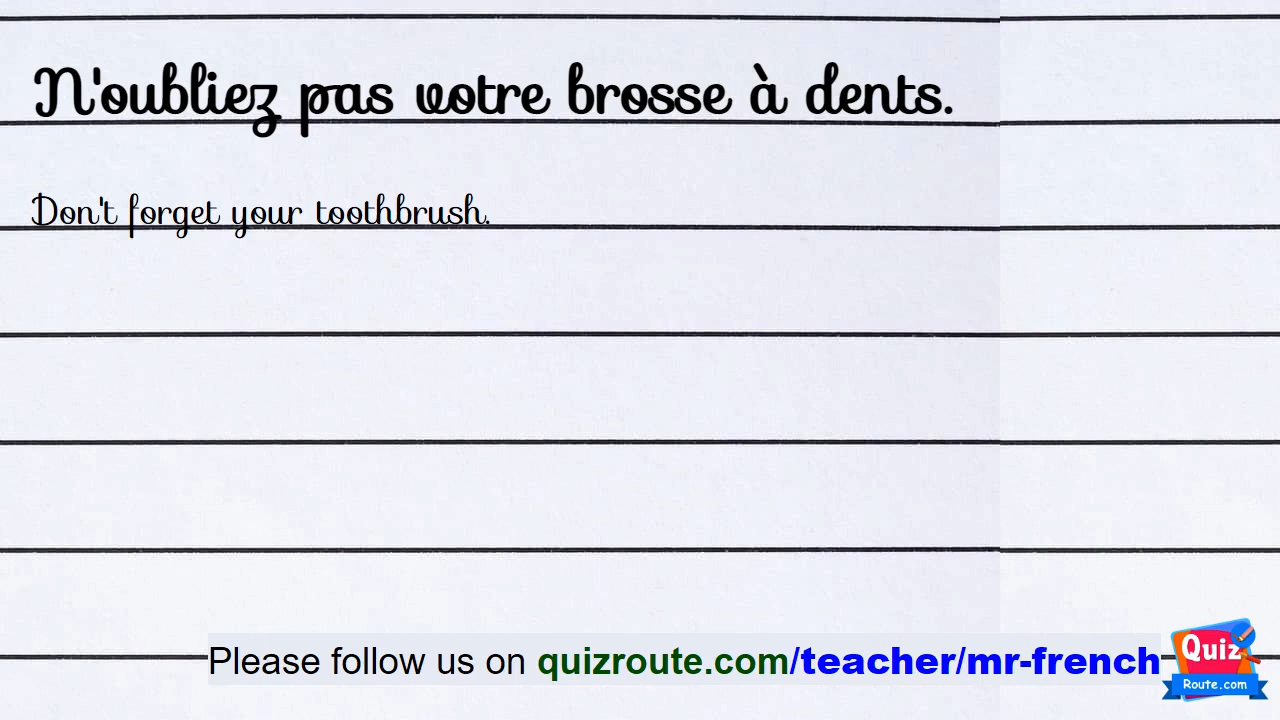 N'oubliez pas votre brosse à dents.
Don't forget your toothbrush.
Please follow us on quizroute.com/teacher/mr-french
Quiz
Route.com